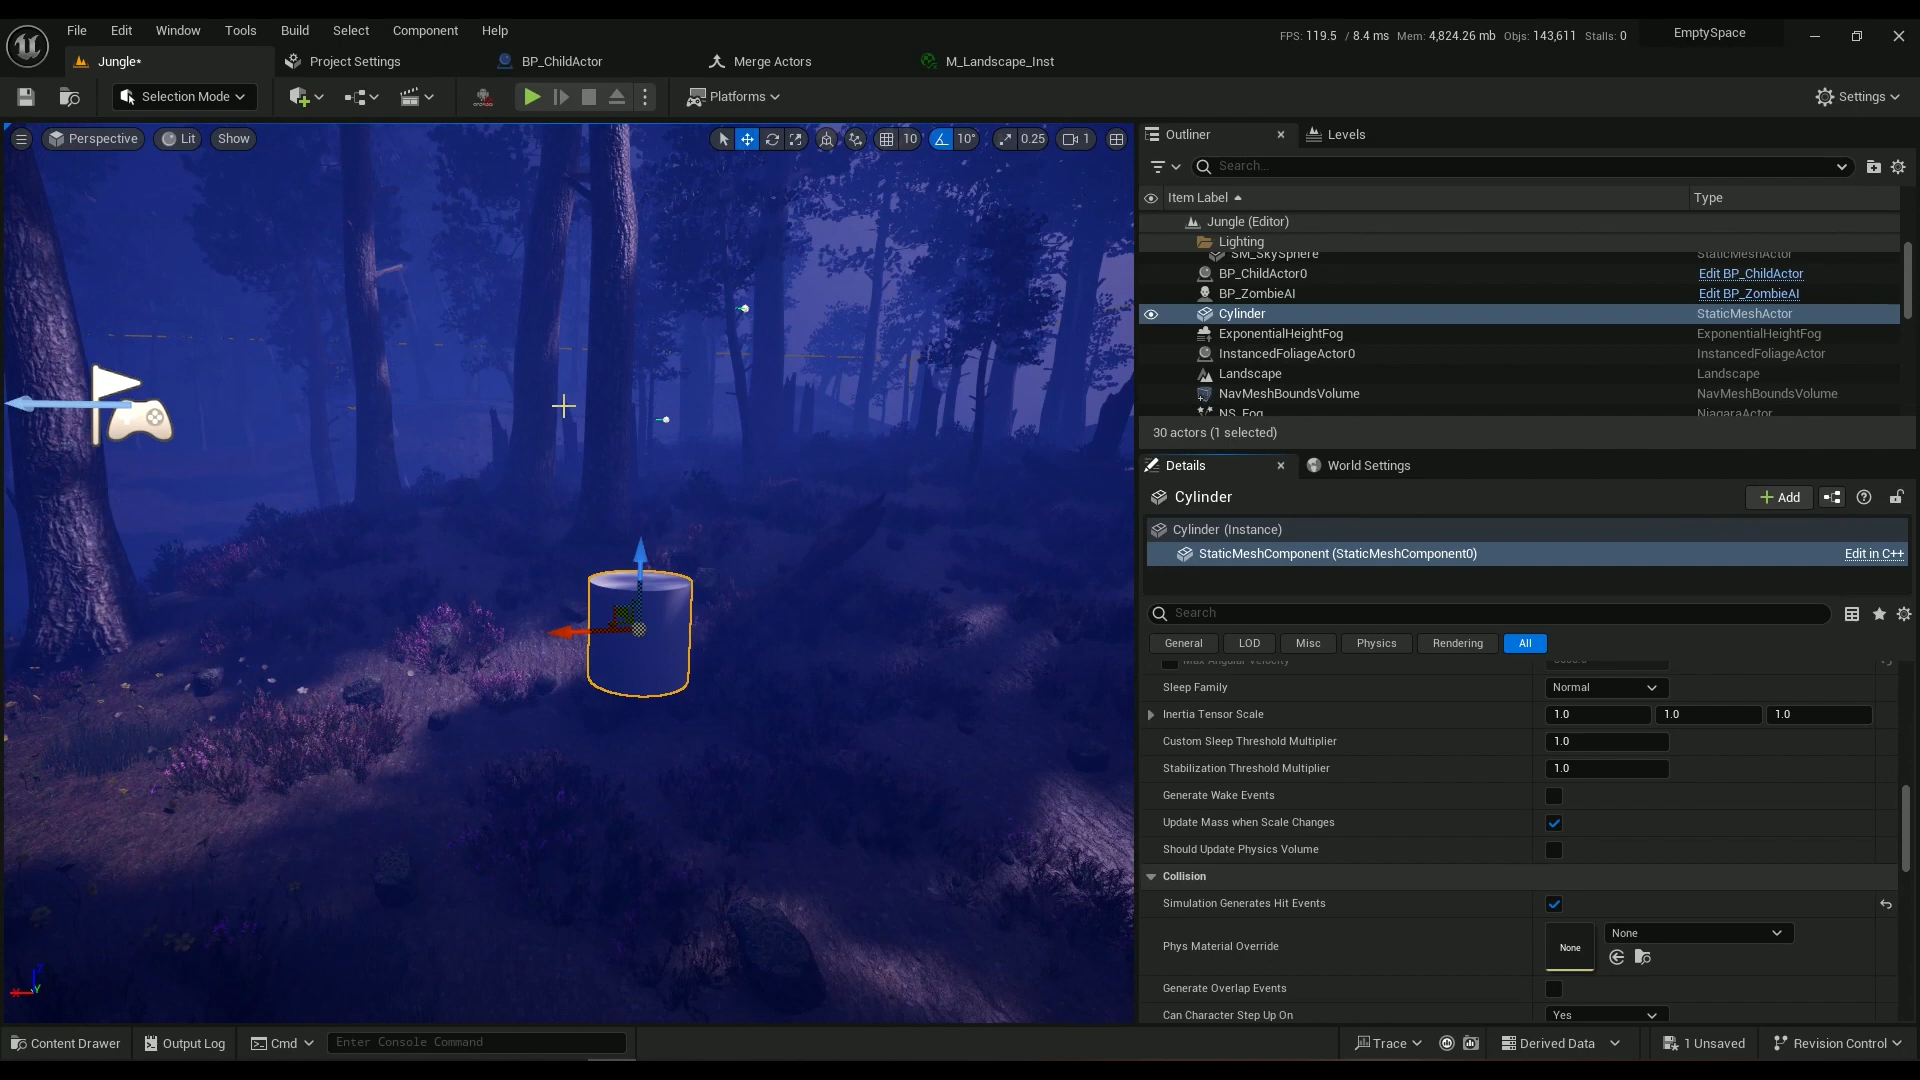 File Edit Window Tools Build Select Component Help
FPS: 119.5 / 8.4 ms Mem: 4,824.26 mb Objs: 143,611 Stalls: 0
EmptySpace
Jungle*
Project Settings
BP_ChildActor
Merge Actors
M_Landscape_Inst
Selection Mode
Platforms
Settings
Perspective
Lit
Show
10
10°
0.25
1
Outliner
Levels
Search...
Item Label
Type
Jungle (Editor)
Lighting
SM_SkySphere StaticMeshActor
BP_ChildActor0 Edit BP_ChildActor
BP_ZombieAI Edit BP_ZombieAI
Cylinder StaticMeshActor
ExponentialHeightFog ExponentialHeightFog
InstancedFoliageActor0 InstancedFoliageActor
Landscape Landscape
NavMeshBoundsVolume NavMeshBoundsVolume
NS_Fog NiagaraActor
30 actors (1 selected)
Details
World Settings
Cylinder
Add
Cylinder (Instance)
StaticMeshComponent (StaticMeshComponent0) Edit in C++
Search
General LOD Misc Physics Rendering All
Max Angular Velocity
Sleep Family Normal
Inertia Tensor Scale 1.0 1.0 1.0
Custom Sleep Threshold Multiplier 1.0
Stabilization Threshold Multiplier 1.0
Generate Wake Events
Update Mass when Scale Changes
Should Update Physics Volume
Collision
Simulation Generates Hit Events
Phys Material Override None None
Generate Overlap Events
Can Character Step Up On Yes
Z
X
Y
Content Drawer
Output Log
Cmd
Enter Console Command
Trace
Derived Data
1 Unsaved
Revision Control